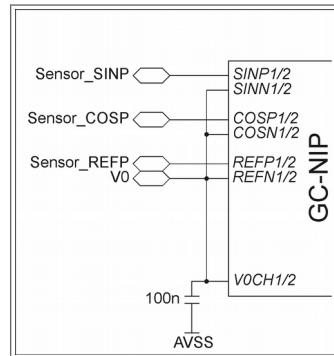 Sensor_SINP
SINP1/2
SINN1/2
Sensor_COSP
COSP1/2
COSN1/2
Sensor_REFP
REFP1/2
V0
REFN1/2
GC-NIP
V0CH1/2
100n
AVSS